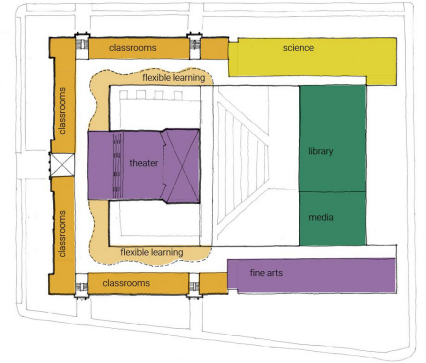 classrooms
science
flexible learning
classrooms
theater
library
classrooms
media
flexible learning
fine arts
classrooms